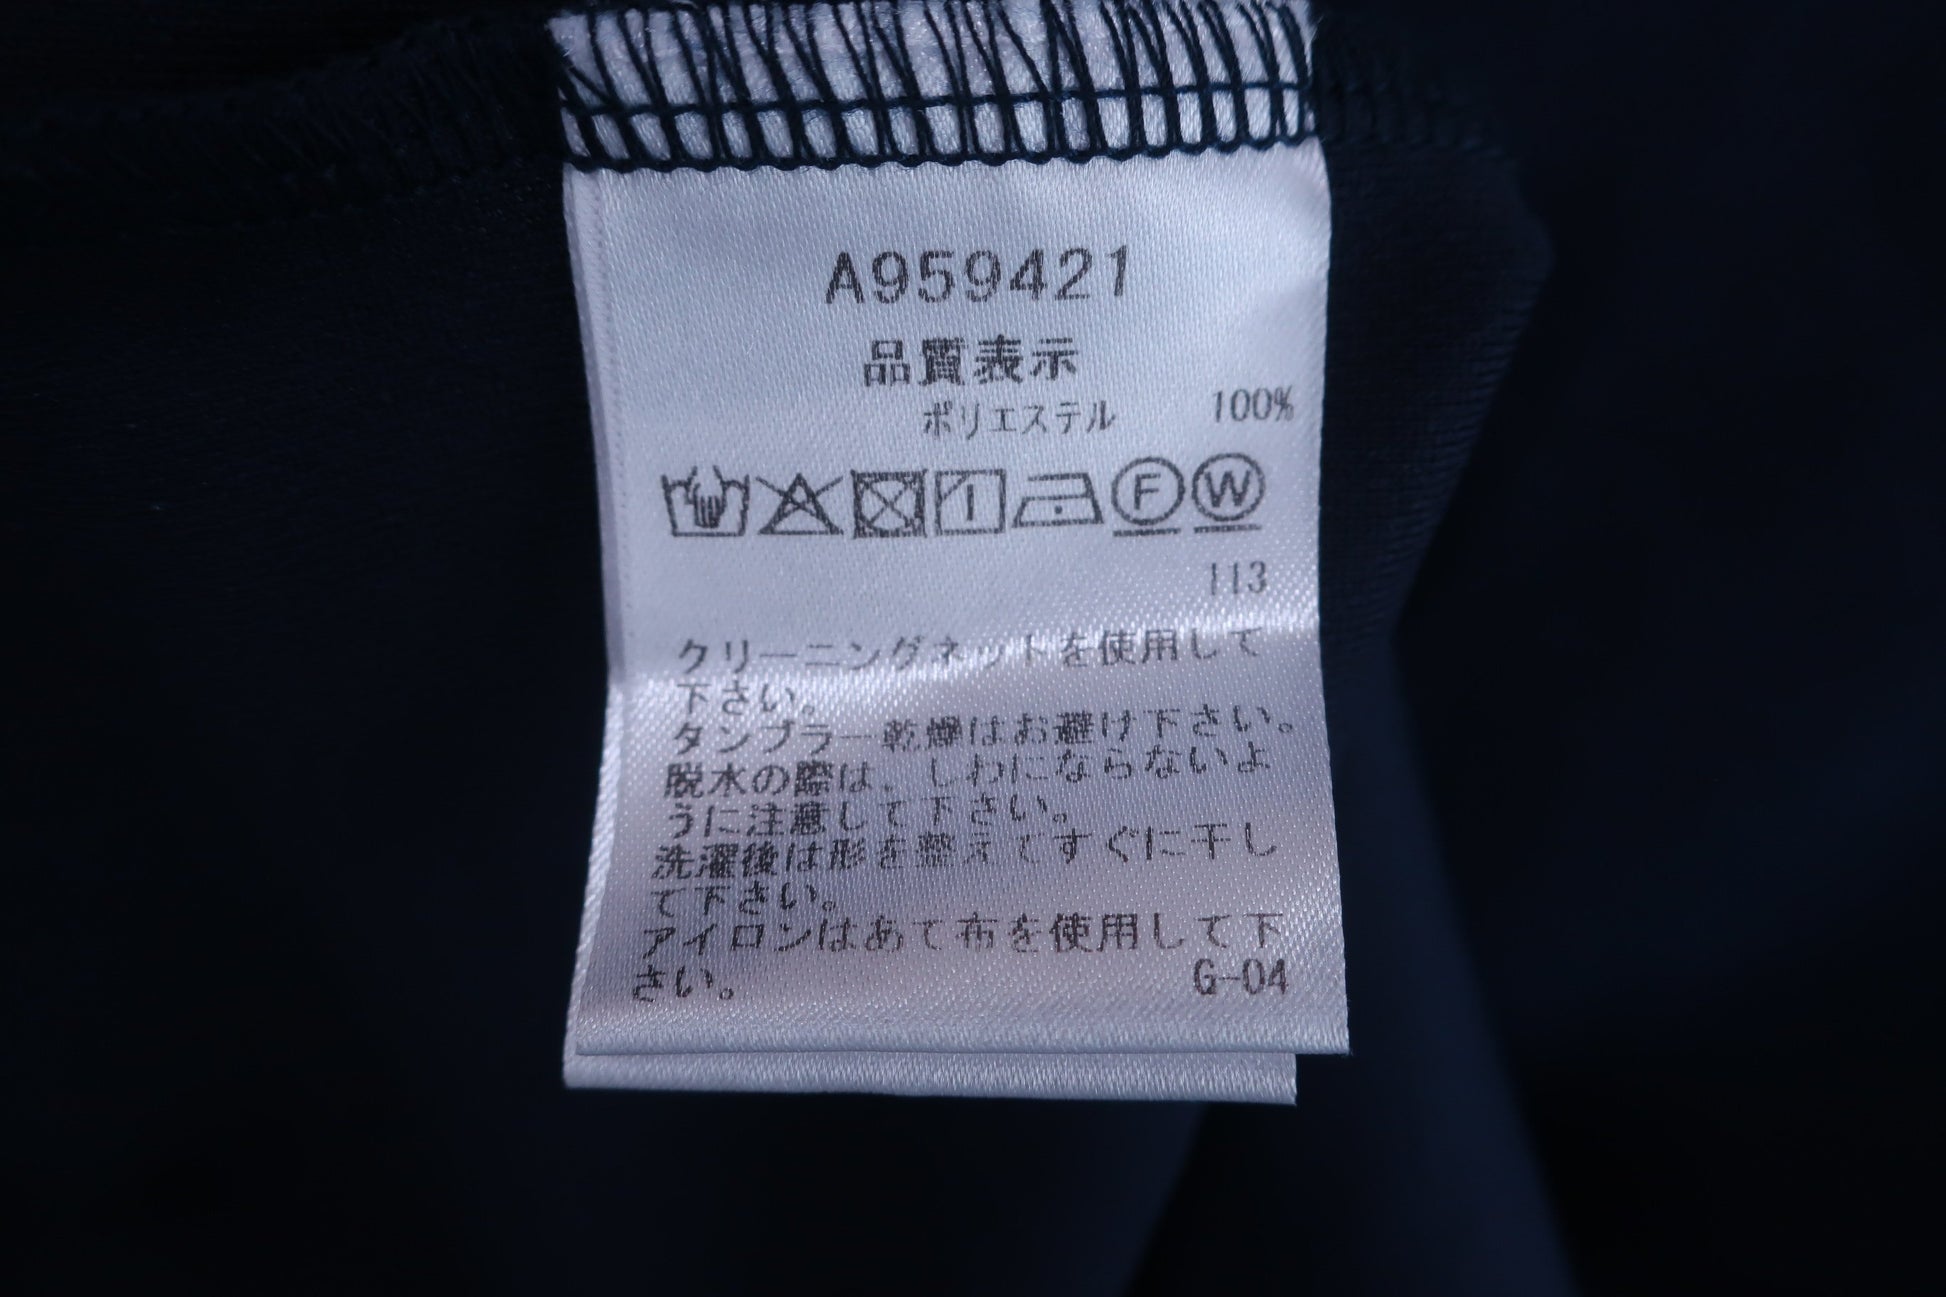 A959421
品質表示
ポリエステル 100%
F W
113
クリーニングネットを使用して
下さい。
タンブラー乾燥はお避け下さい。
脱水の際は、しわにならないよ
うに注意して下さい。
洗濯後は形を整えてすぐに干し
て下さい。
アイロンはあて布を使用して下
さい。 G-04